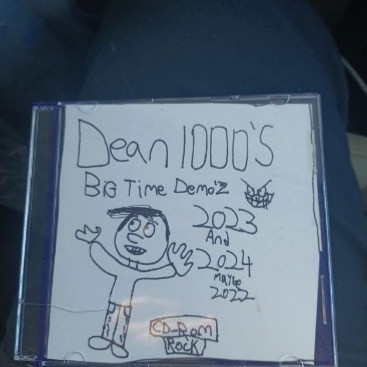 Dean 1000's
Big Time Demo'z
2023
And
2024
MAYBE
2022
CD-ROM
ROCK